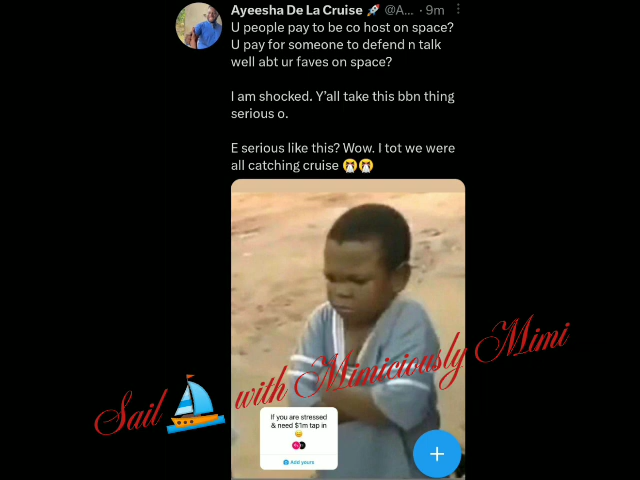 Ayeesha De La Cruise 🚀 @A... · 9m
U people pay to be co host on space?
U pay for someone to defend n talk
well abt ur faves on space?
I am shocked. Y'all take this bbn thing
serious o.
E serious like this? Wow. I tot we were
all catching cruise 😭😭
Sail ⛵ with Mimiciously Mimi
If you are stressed
& need $1m tap in
Add yours